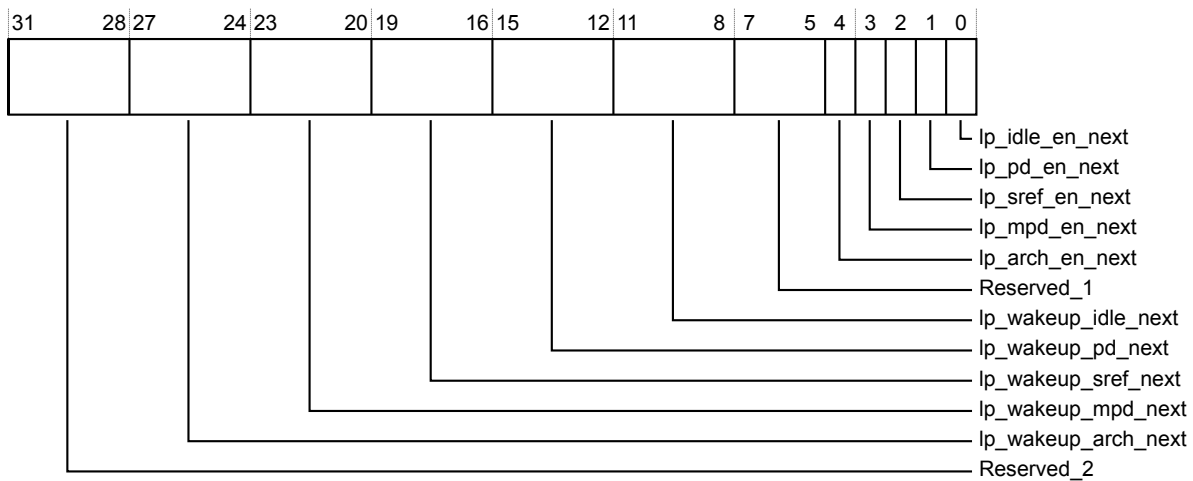 31 28 27 24 23 20 19 16 15 12 11 8 7 5 4 3 2 1 0
lp_idle_en_next
lp_pd_en_next
lp_sref_en_next
lp_mpd_en_next
lp_arch_en_next
Reserved_1
lp_wakeup_idle_next
lp_wakeup_pd_next
lp_wakeup_sref_next
lp_wakeup_mpd_next
lp_wakeup_arch_next
Reserved_2